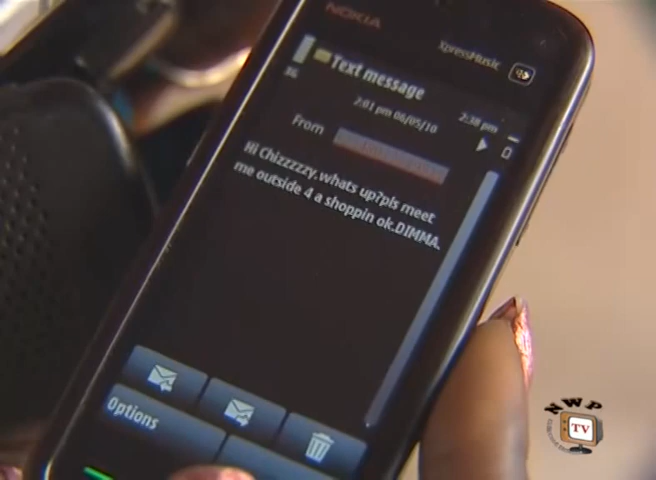 NOKIA
XpressMusic
Text message
2:38 pm
3G
2:01 pm 06/05/10
From
Hi Chizzzzy.whats up?pls meet
me outside 4 a shoppin ok.DIMMA.
Options
NWP
TV